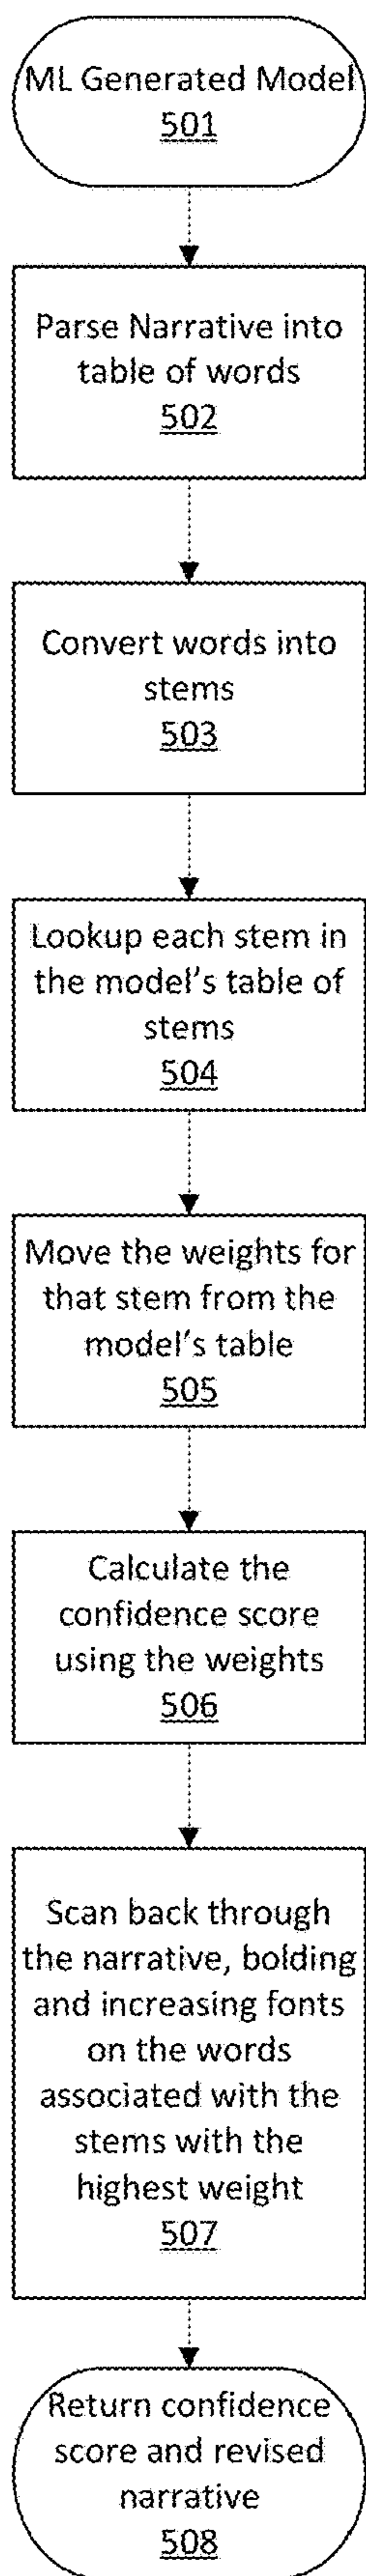 ML Generated Model
501
Parse Narrative into
table of words
502
Convert words into
stems
503
Lookup each stem in
the model's table of
stems
504
Move the weights for
that stem from the
model's table
505
Calculate the
confidence score
using the weights
506
Scan back through
the narrative, bolding
and increasing fonts
on the words
associated with the
stems with the
highest weight
507
Return confidence
score and revised
narrative
508